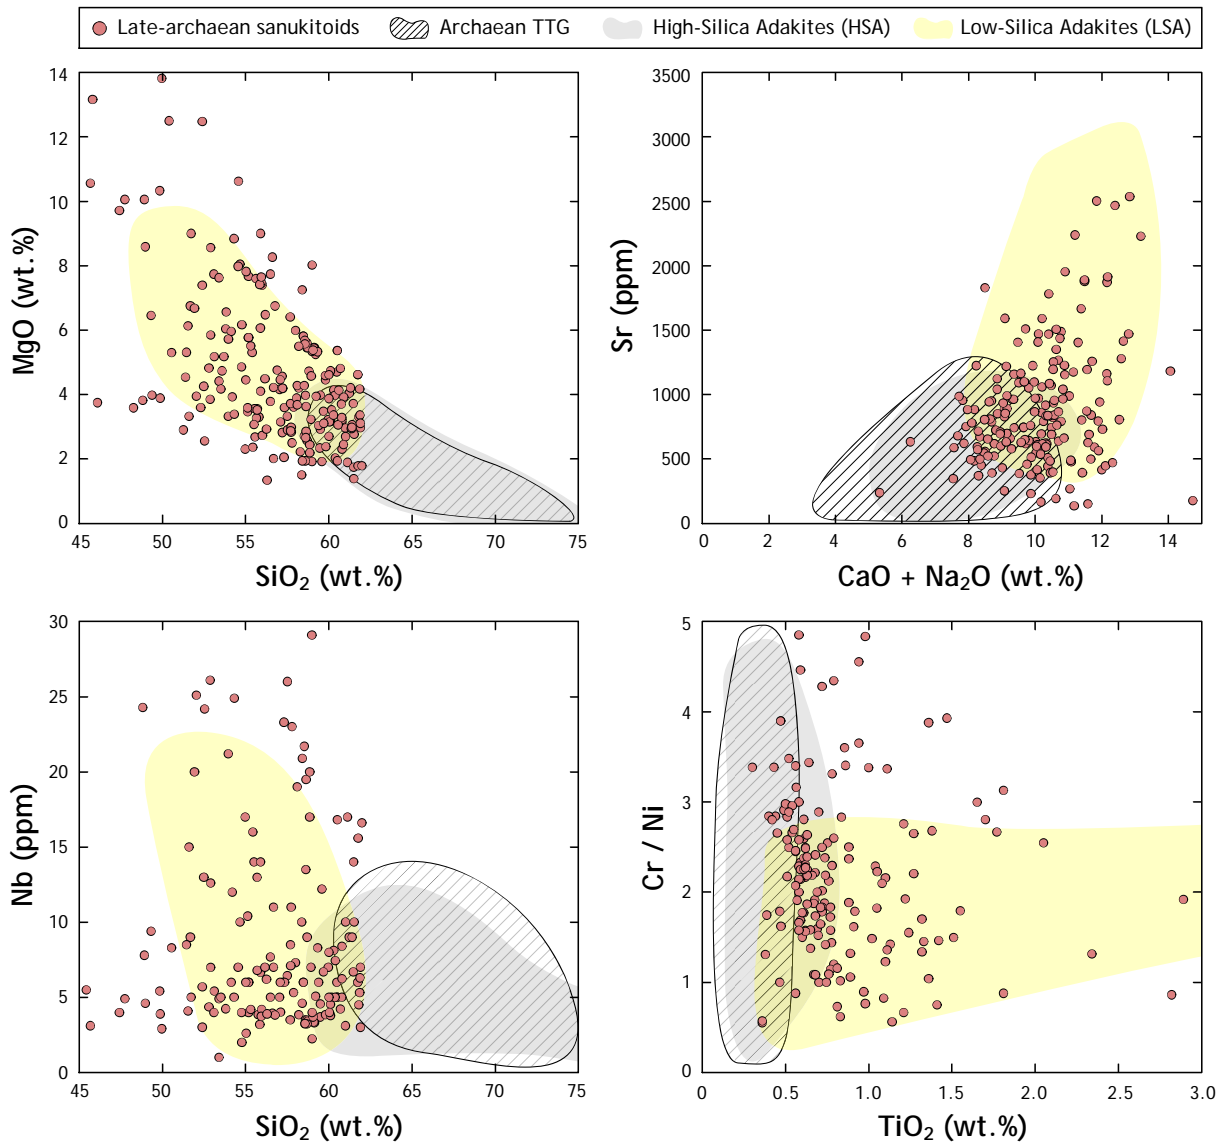 Late-archaean sanukitoids Archaean TTG High-Silica Adakites (HSA) Low-Silica Adakites (LSA)
14
12
10
8
6
4
2
0
MgO (wt.%)
50 55 60 65 70 75
SiO₂ (wt.%)
3500
3000
2500
2000
1500
1000
500
0
Sr (ppm)
0 2 4 6 8 10 12 14
CaO + Na₂O (wt.%)
30
25
20
15
10
5
0
Nb (ppm)
50 55 60 65 70 75
SiO₂ (wt.%)
5
4
3
2
1
0
Cr / Ni
0 0.5 1.0 1.5 2.0 2.5 3.0
TiO₂ (wt.%)